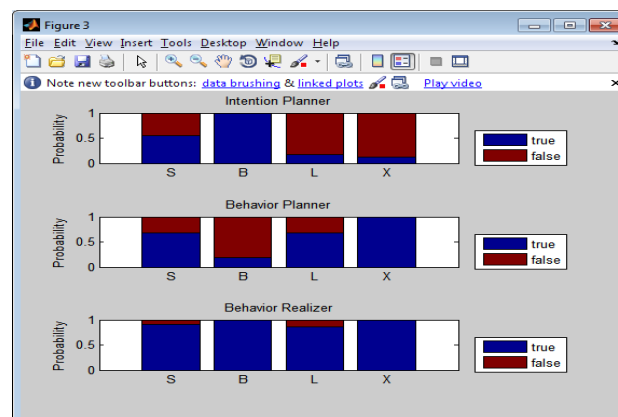 Figure 3
File Edit View Insert Tools Desktop Window Help
Note new toolbar buttons: data brushing & linked plots Play video
Intention Planner
Probability
1
0.5
0
S B L X
true
false
Behavior Planner
Probability
1
0.5
0
S B L X
true
false
Behavior Realizer
Probability
1
0.5
0
S B L X
true
false